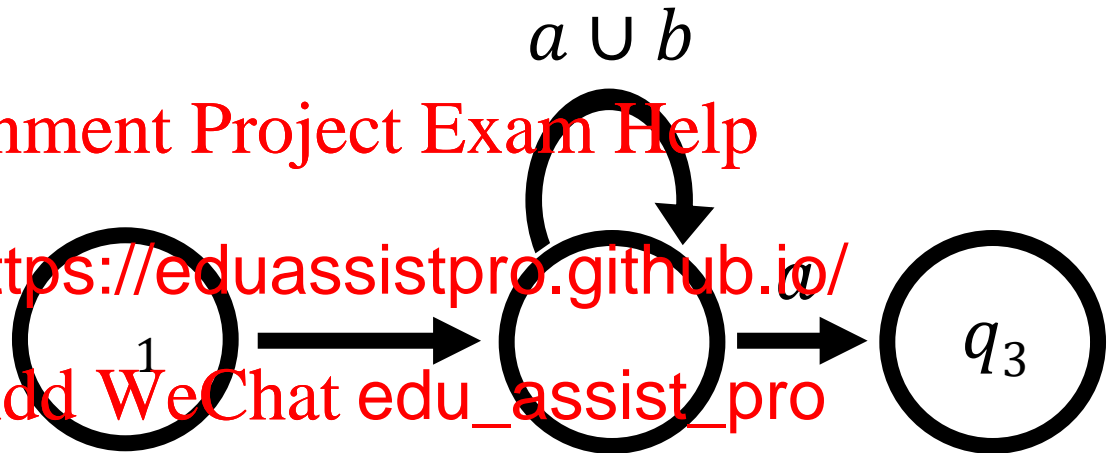 a ∪ b
nment Project Exam Help
tps://eduassistpro.github.io/
a
1
q₃
dd WeChat edu_assist_pro